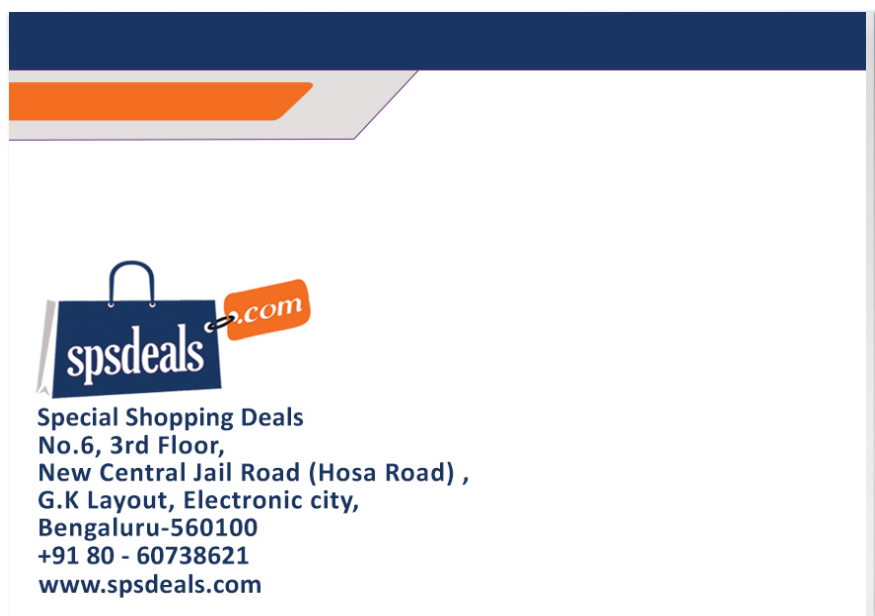 spsdeals
.com
Special Shopping Deals
No.6, 3rd Floor,
New Central Jail Road (Hosa Road) ,
G.K Layout, Electronic city,
Bengaluru-560100
+91 80 - 60738621
www.spsdeals.com